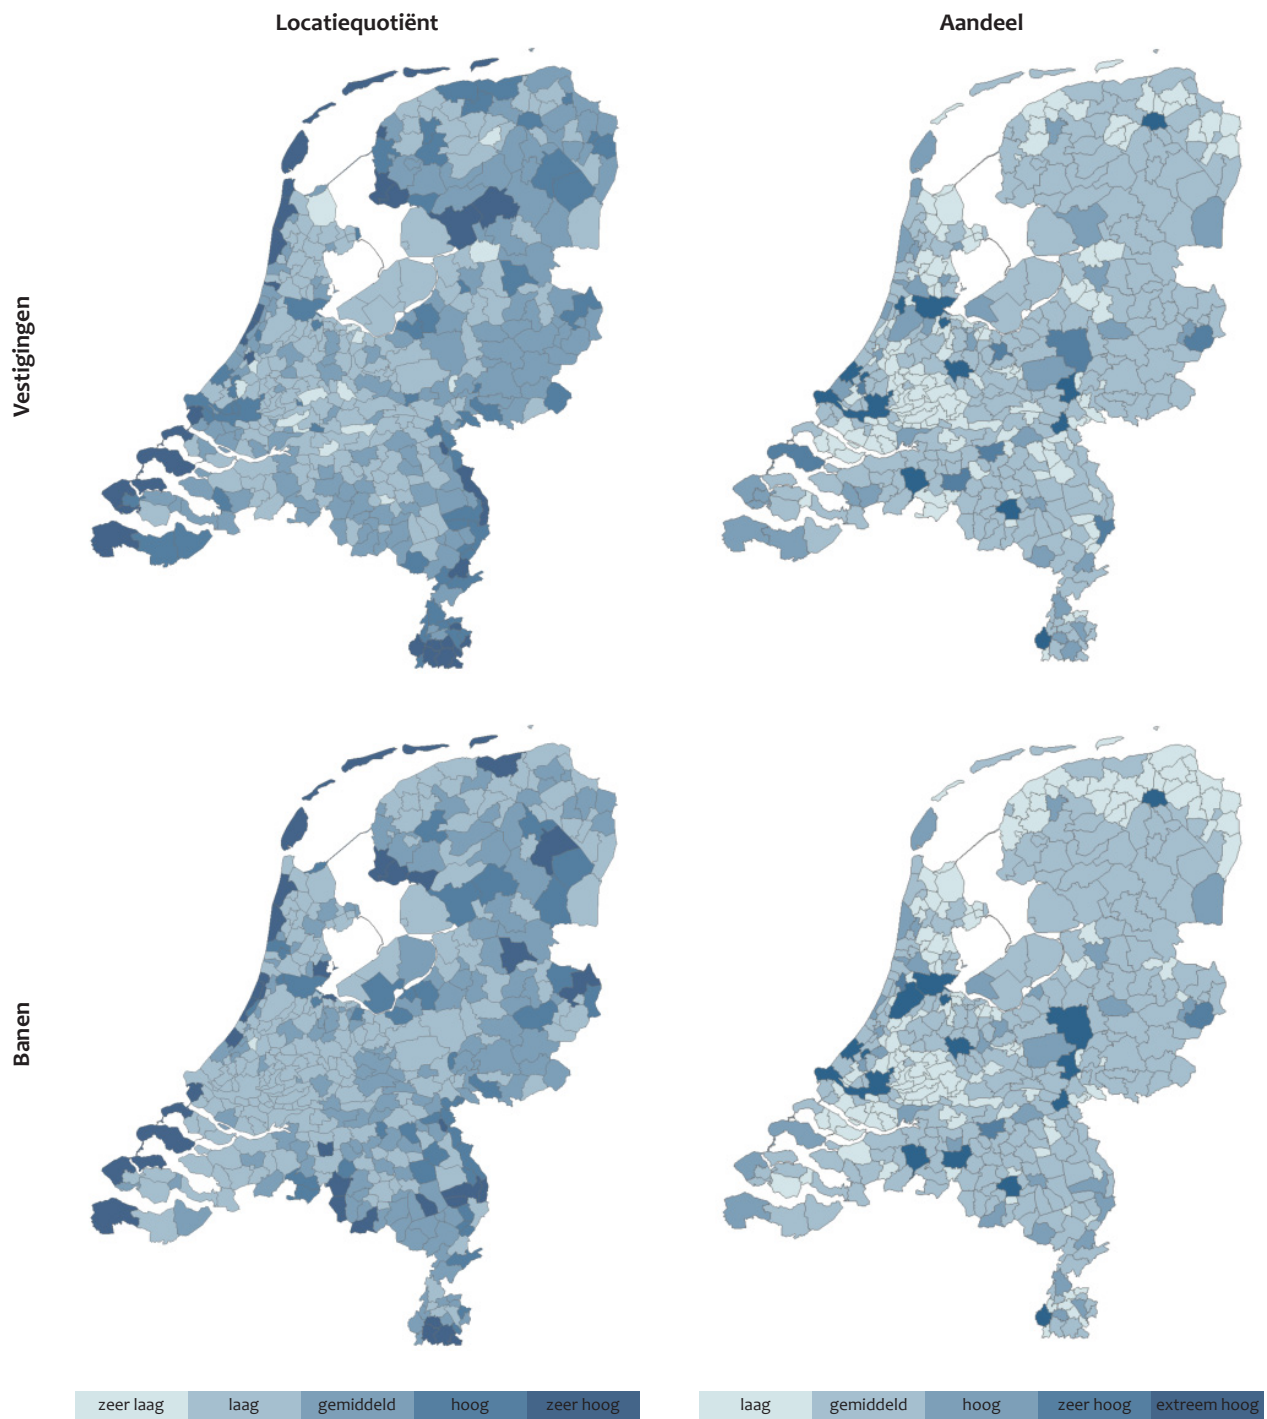 Locatiequotiënt
Aandeel
Vestigingen
Banen
zeer laag
laag
gemiddeld
hoog
zeer hoog
laag
gemiddeld
hoog
zeer hoog
extreem hoog